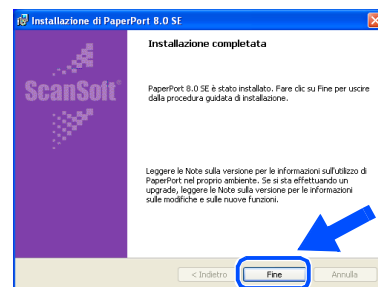 Installazione di PaperPort 8.0 SE
Installazione completata
ScanSoft®
PaperPort 8.0 SE è stato installato. Fare clic su Fine per uscire
dalla procedura guidata di installazione.
Leggere le Note sulla versione per le informazioni sull'utilizzo di
PaperPort nel proprio ambiente. Se si sta effettuando un
upgrade, leggere le Note sulla versione per le informazioni
sulle modifiche e sulle nuove funzioni.
< Indietro
Fine
Annulla